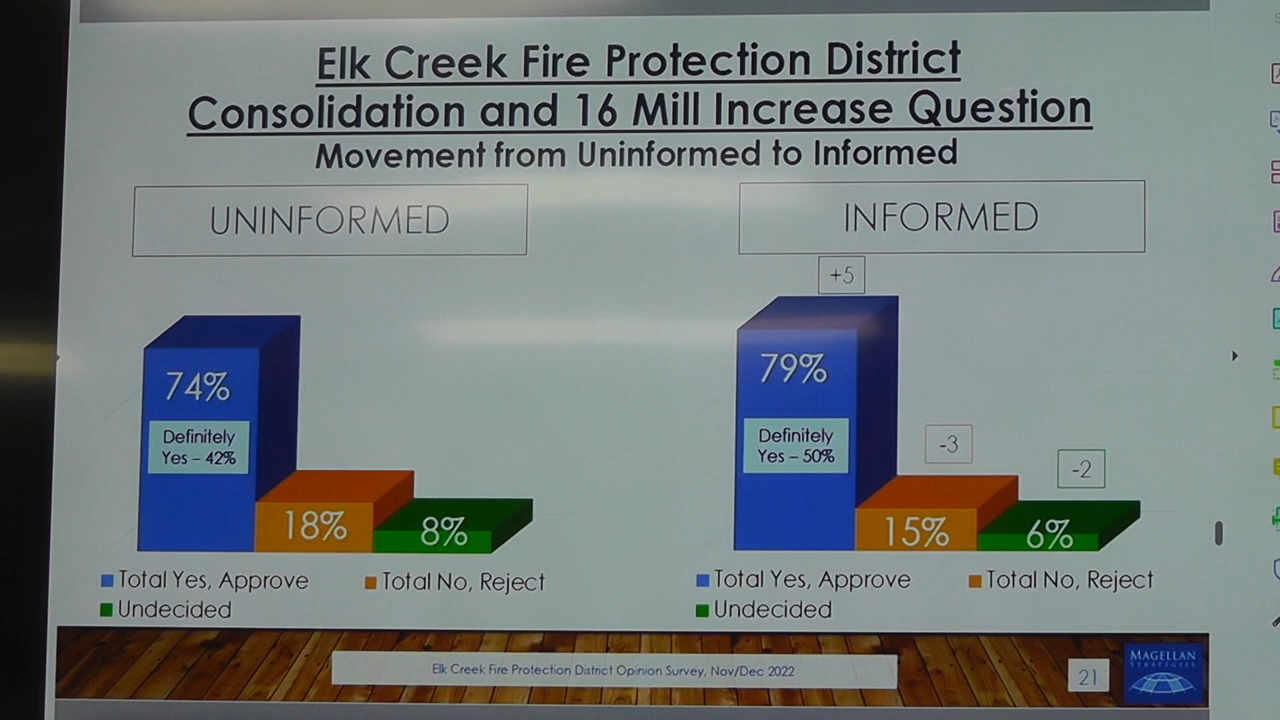 Elk Creek Fire Protection District
Consolidation and 16 Mill Increase Question
Movement from Uninformed to Informed
UNINFORMED
INFORMED
+5
74%
Definitely
Yes – 42%
18%
8%
79%
Definitely
Yes – 50%
-3
-2
15%
6%
Total Yes, Approve
Total No, Reject
Undecided
Total Yes, Approve
Total No, Reject
Undecided
Elk Creek Fire Protection District Opinion Survey, Nov/Dec 2022
21
MAGELLAN
STRATEGIES